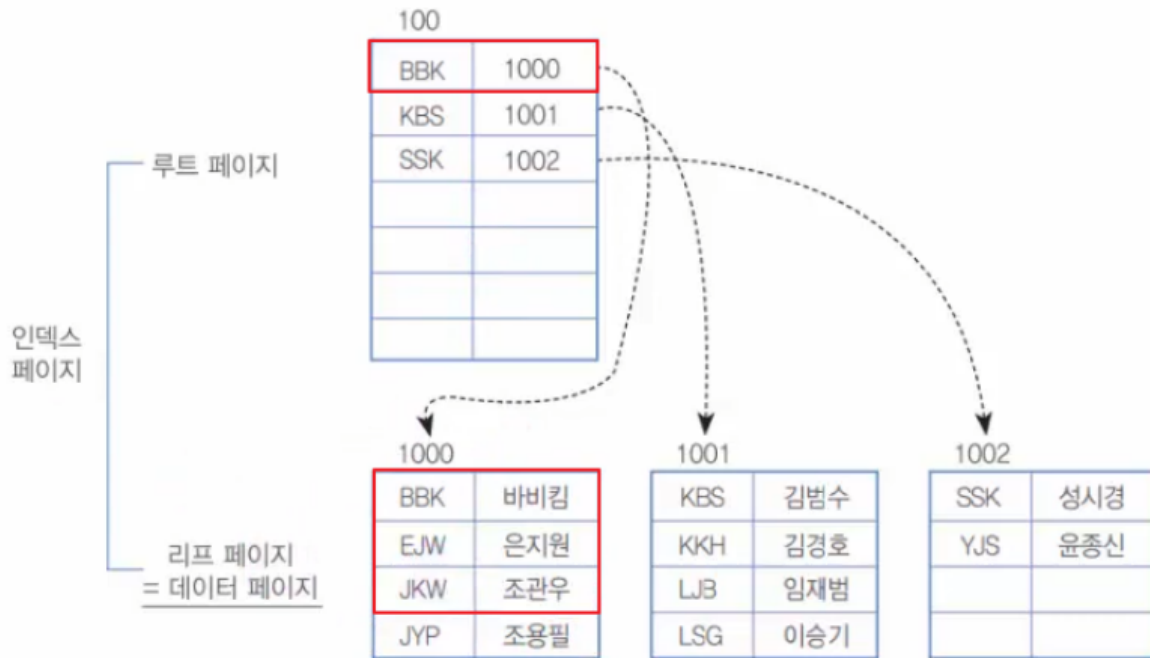 100
BBK 1000
KBS 1001
SSK 1002
루트 페이지
인덱스
페이지
1000
BBK 바비킴
EJW 은지원
JKW 조관우
JYP 조용필
1001
KBS 김범수
KKH 김경호
LJB 임재범
LSG 이승기
1002
SSK 성시경
YJS 윤종신
리프 페이지
= 데이터 페이지